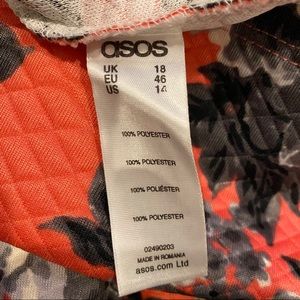 asos
UK 18
EU 46
US 14
100% POLYESTER
100% POLYESTER
100% POLIÉSTER
100% POLYESTER
02490203
MADE IN ROMANIA
asos.com Ltd